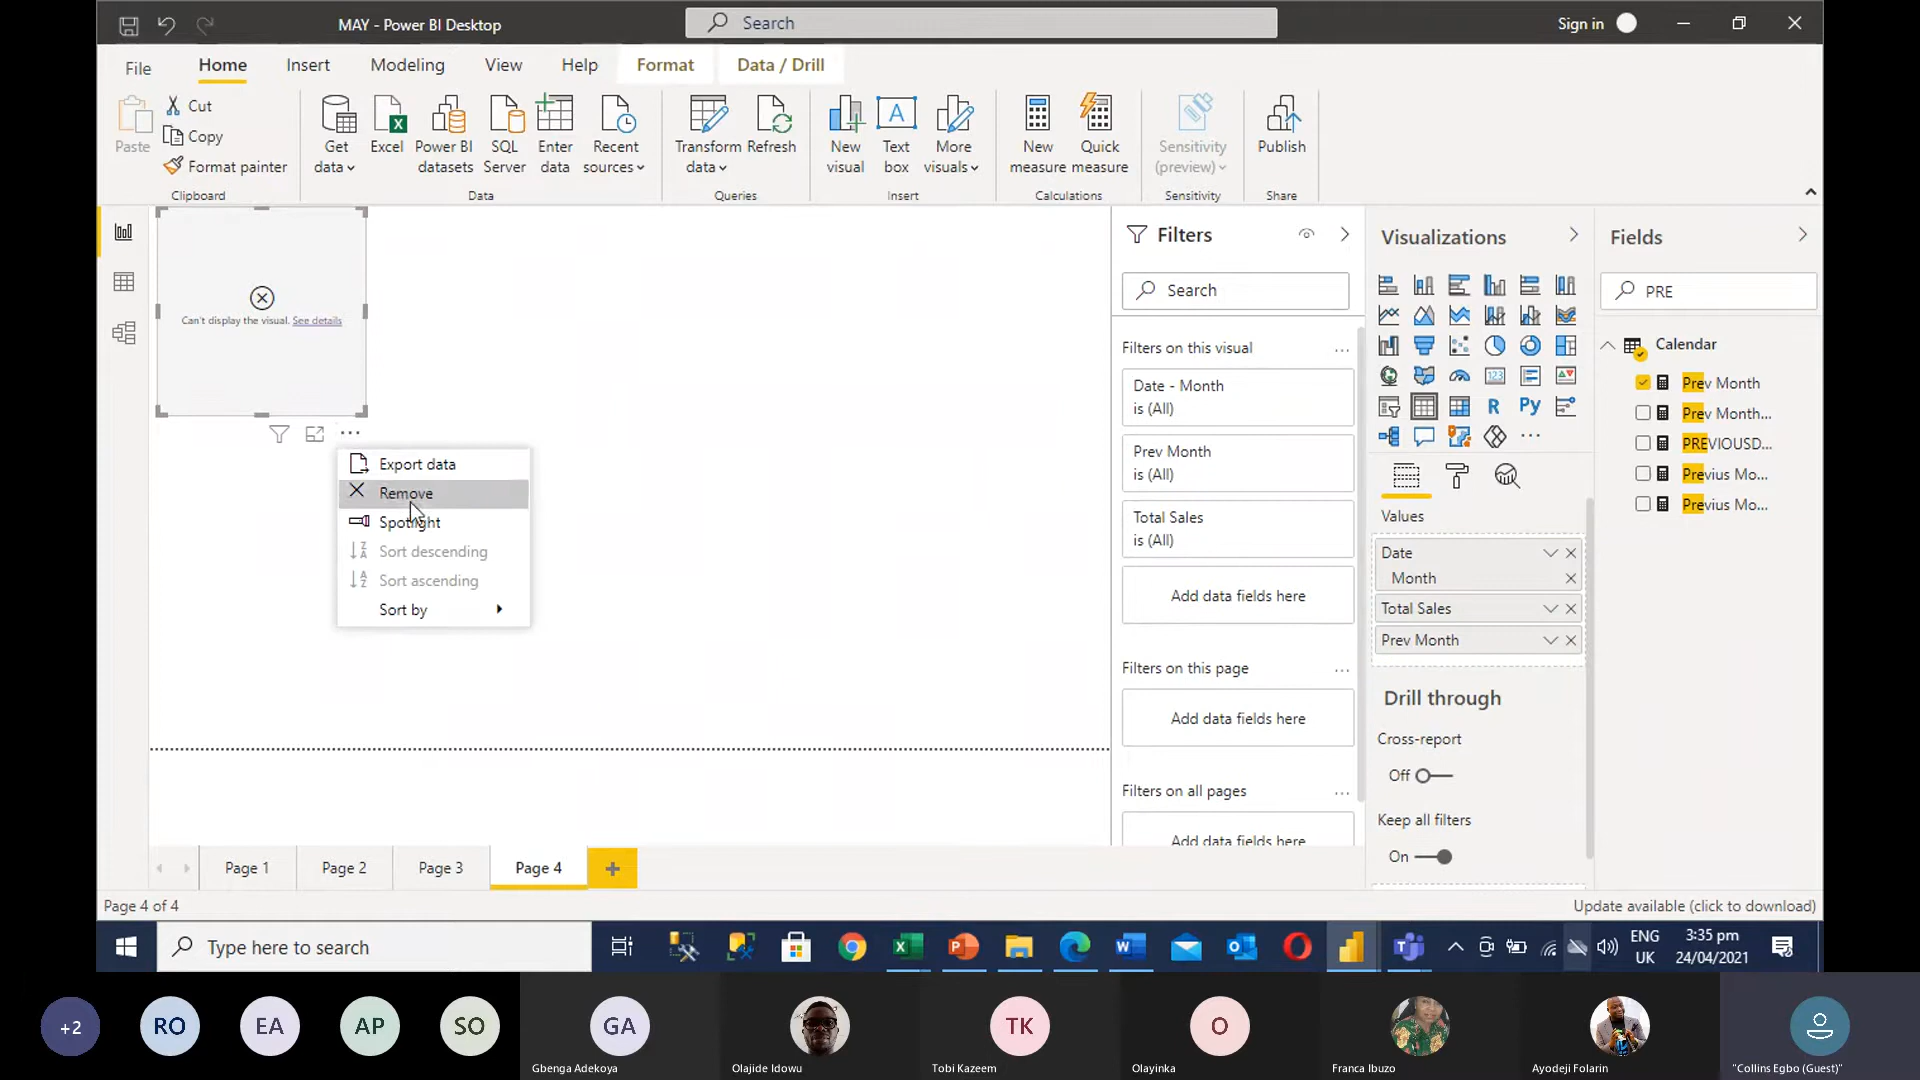 MAY - Power BI Desktop
Search
Sign in
File
Home
Insert
Modeling
View
Help
Format
Data / Drill
Paste
Cut
Copy
Format painter
Clipboard
Get
data
Excel
Power BI
datasets
SQL
Server
Enter
data
Recent
sources
Data
Transform
data
Refresh
Queries
New
visual
Text
box
More
visuals
Insert
New
measure
Quick
measure
Calculations
Sensitivity
(preview)
Sensitivity
Publish
Share
Can't display the visual. See details
Export data
Remove
Spotlight
Sort descending
Sort ascending
Sort by
Filters
Search
Filters on this visual
Date - Month
is (All)
Prev Month
is (All)
Total Sales
is (All)
Add data fields here
Filters on this page
Add data fields here
Filters on all pages
Add data fields here
Visualizations
R
Py
123
Values
Date
Month
Total Sales
Prev Month
Drill through
Cross-report
Off
Keep all filters
On
Fields
PRE
Calendar
Prev Month
Prev Month...
PREVIOUSD...
Previus Mo...
Previus Mo...
Page 1
Page 2
Page 3
Page 4
Page 4 of 4
Update available (click to download)
Type here to search
ENG
UK
3:35 pm
24/04/2021
+2
RO
EA
AP
SO
GA
Gbenga Adekoya
Olajide Idowu
TK
Tobi Kazeem
O
Olayinka
Franca Ibuzo
Ayodeji Folarin
"Collins Egbo (Guest)"